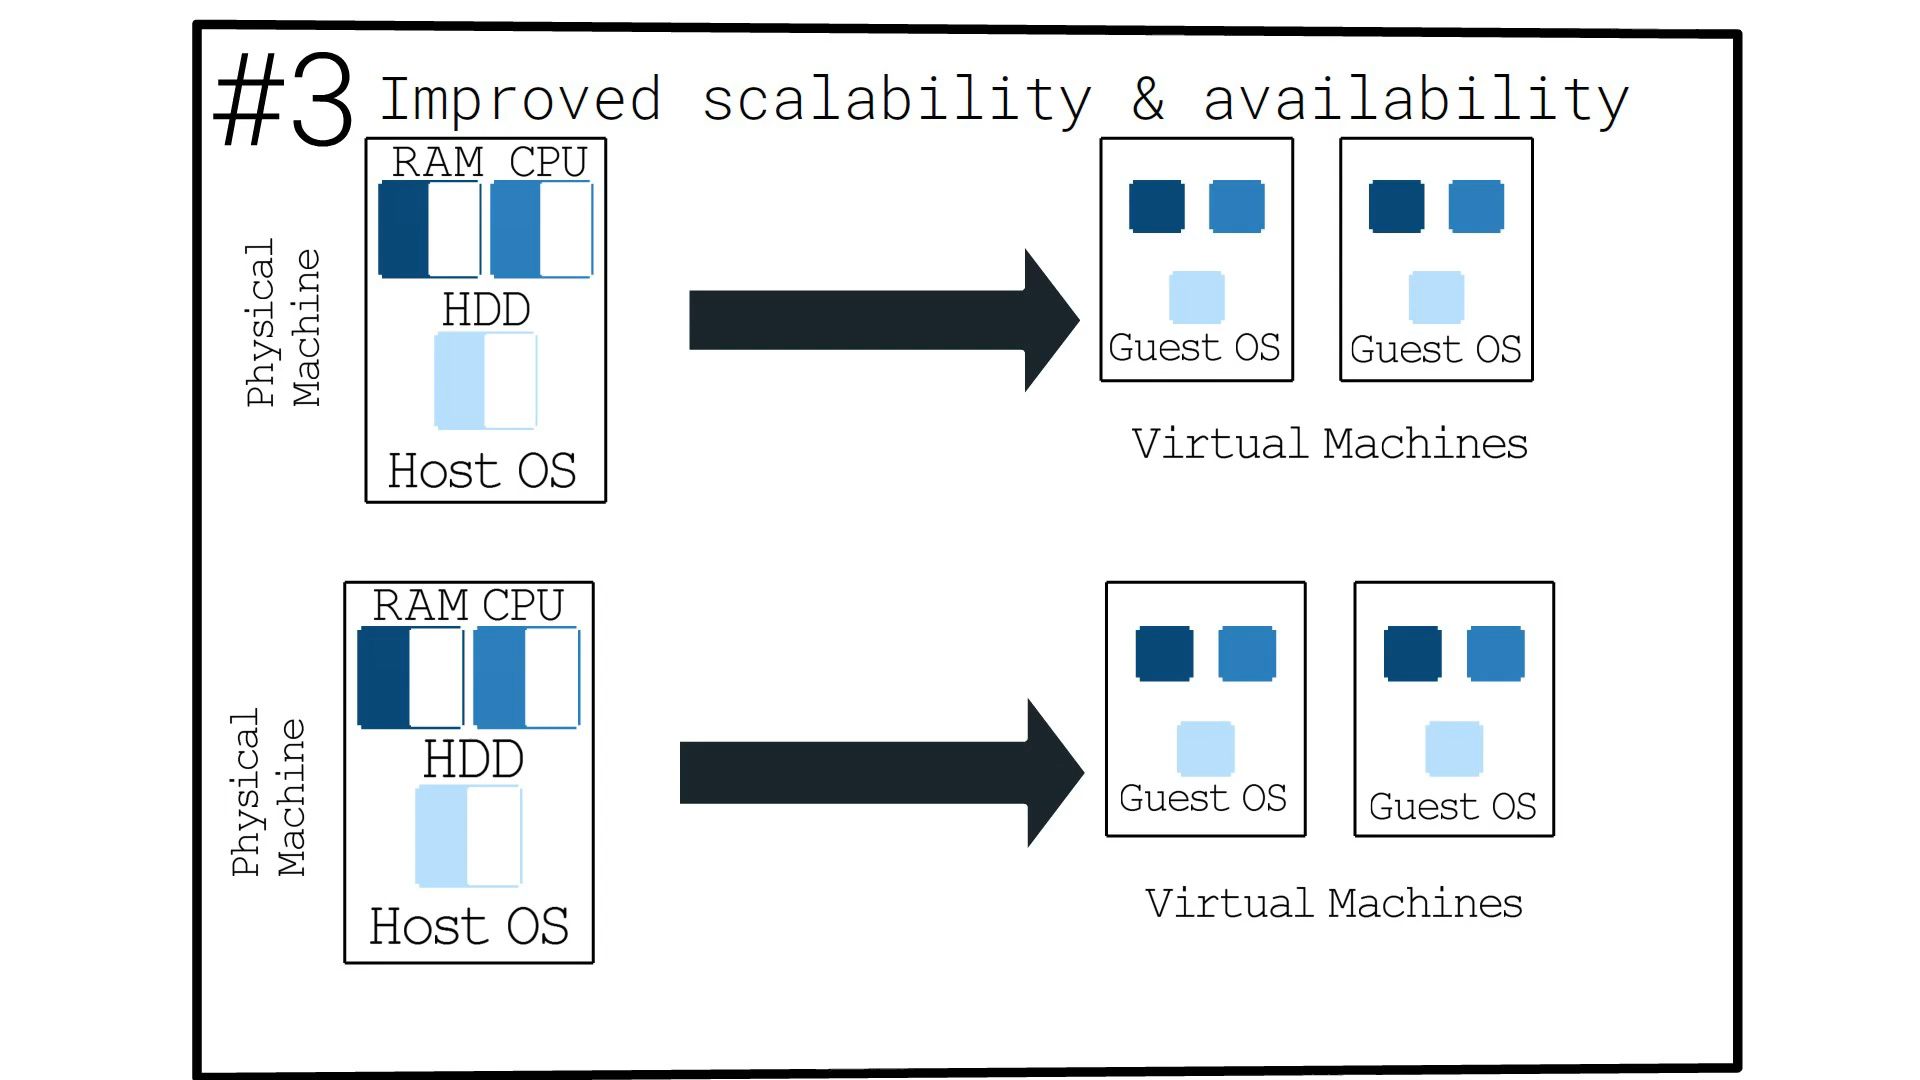 #3 Improved scalability & availability
RAM CPU
HDD
Host OS
Physical
Machine
Guest OS
Guest OS
Virtual Machines
RAM CPU
HDD
Host OS
Physical
Machine
Guest OS
Guest OS
Virtual Machines